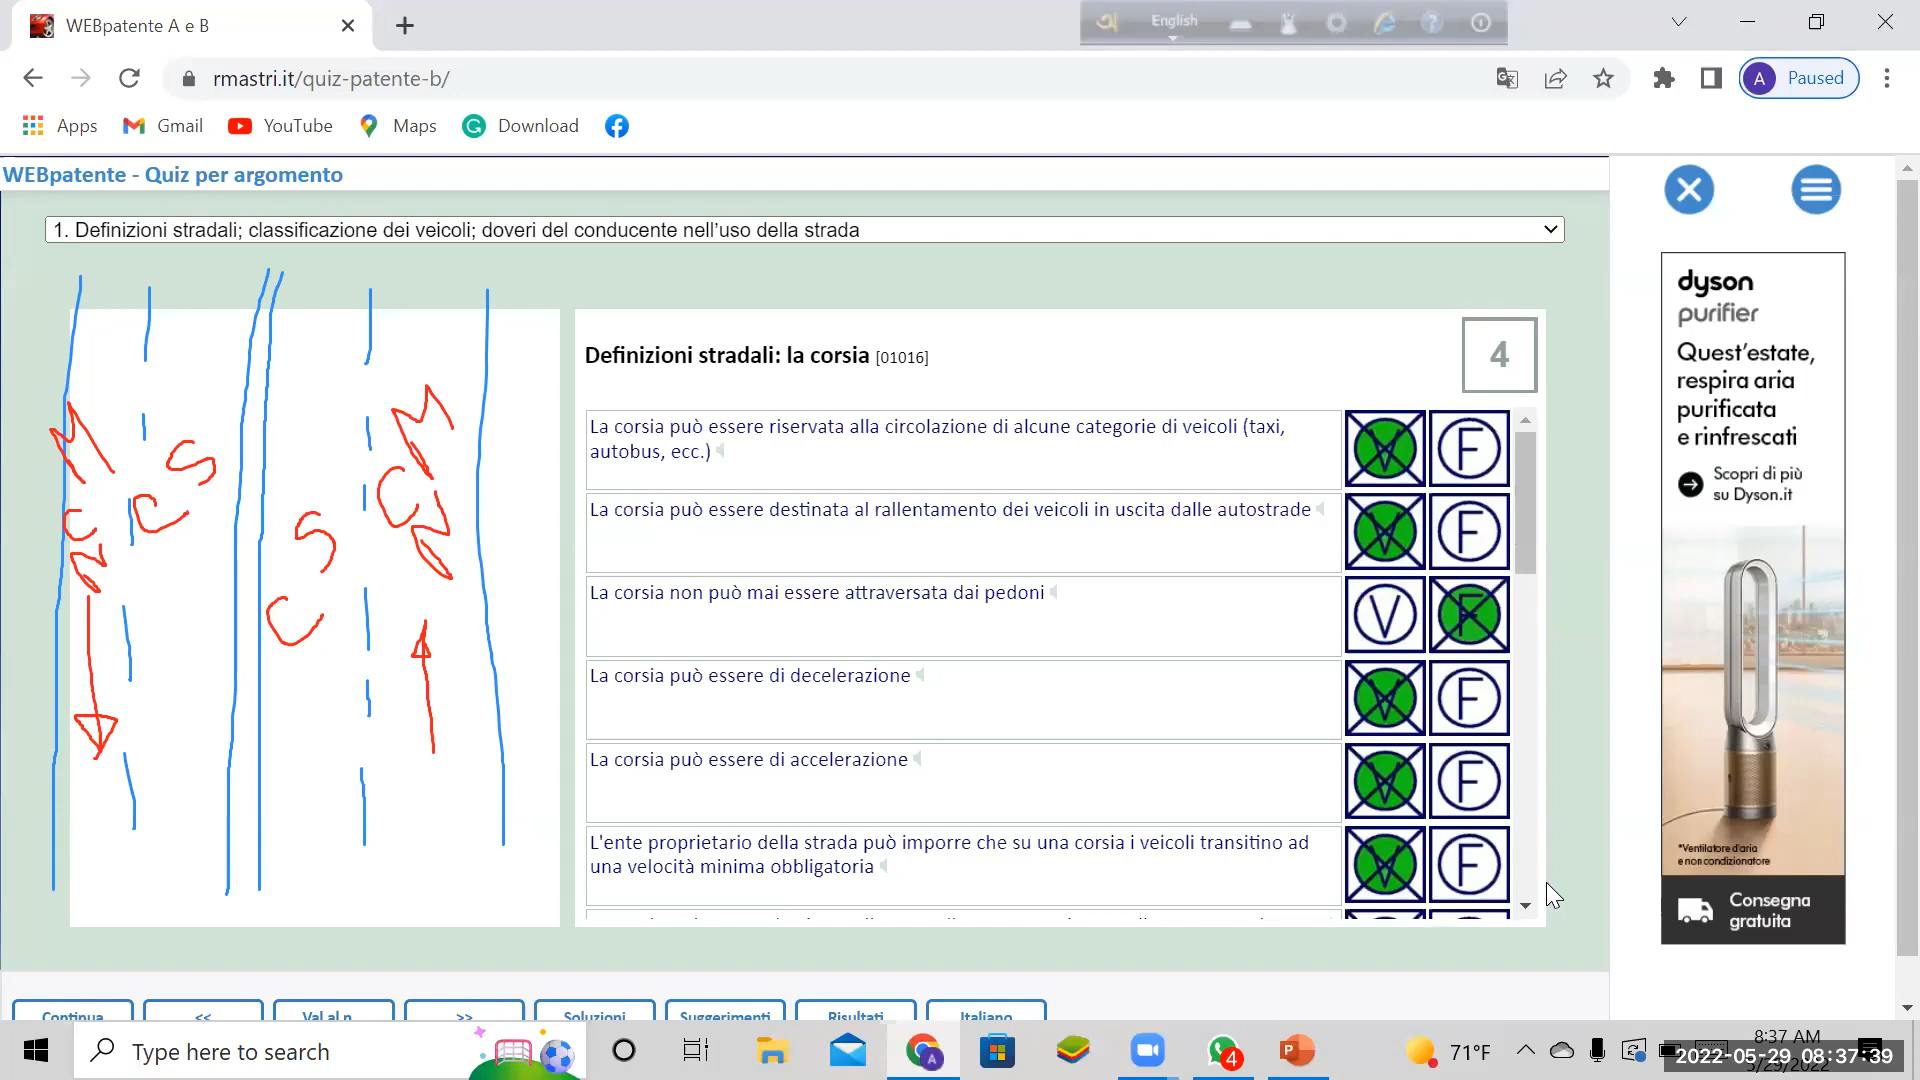 WEBpatente A e B
English
rmastri.it/quiz-patente-b/
A Paused
Apps Gmail YouTube Maps Download
WEBpatente - Quiz per argomento
1. Definizioni stradali; classificazione dei veicoli; doveri del conducente nell'uso della strada
Definizioni stradali: la corsia [01016]
4
La corsia può essere riservata alla circolazione di alcune categorie di veicoli (taxi,
autobus, ecc.)
V F
La corsia può essere destinata al rallentamento dei veicoli in uscita dalle autostrade
V F
La corsia non può mai essere attraversata dai pedoni
V F
La corsia può essere di decelerazione
V F
La corsia può essere di accelerazione
V F
L'ente proprietario della strada può imporre che su una corsia i veicoli transitino ad
una velocità minima obbligatoria
V F
M C S
C S
C M
dyson
purifier
Quest'estate,
respira aria
purificata
e rinfrescati
Scopri di più
su Dyson.it
*Ventilatore d'aria
e non condizionatore
Consegna
gratuita
Continua << Val al n. >> Soluzioni Suggerimenti Risultati Italiano
Type here to search
A
4
P
71°F
8:37 AM
2022-05-29 08:37:39